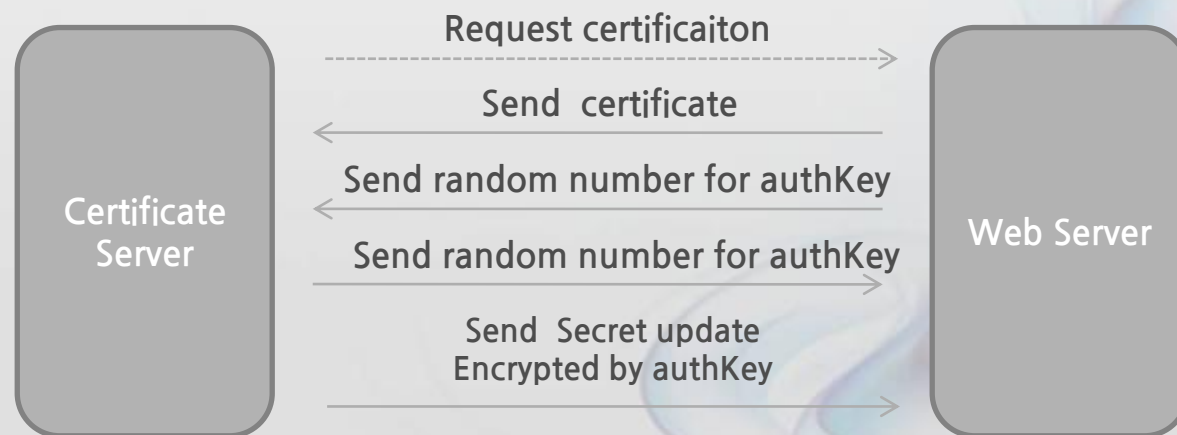 Request certificaiton
Send certificate
Send random number for authKey
Certificate
Server
Web Server
Send random number for authKey
Send Secret update
Encrypted by authKey